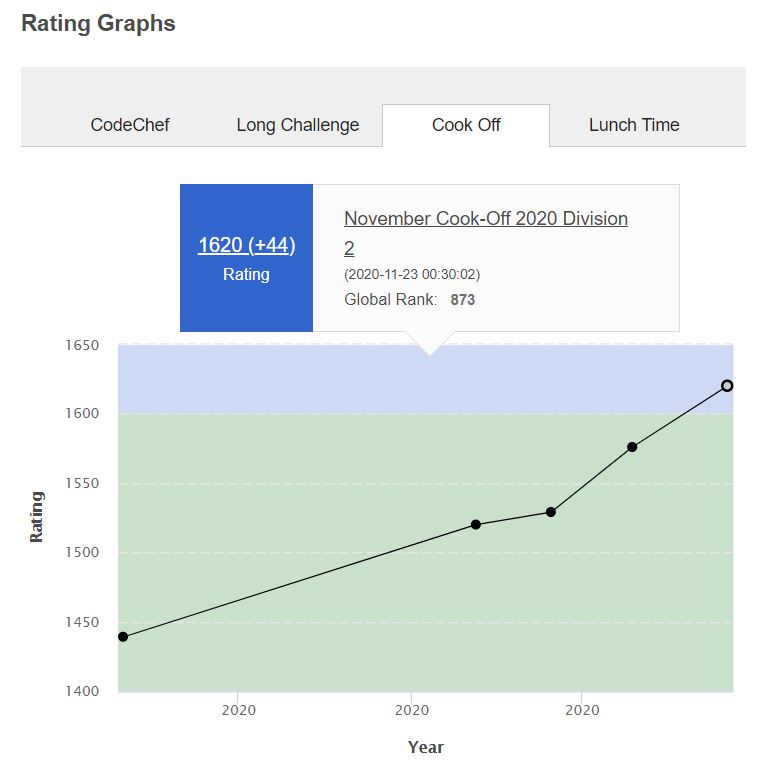 Rating Graphs
CodeChef
Long Challenge
Cook Off
Lunch Time
1620 (+44)
Rating
November Cook-Off 2020 Division
2
(2020-11-23 00:30:02)
Global Rank: 873
1650
1600
1550
1500
1450
1400
Rating
2020
2020
2020
Year